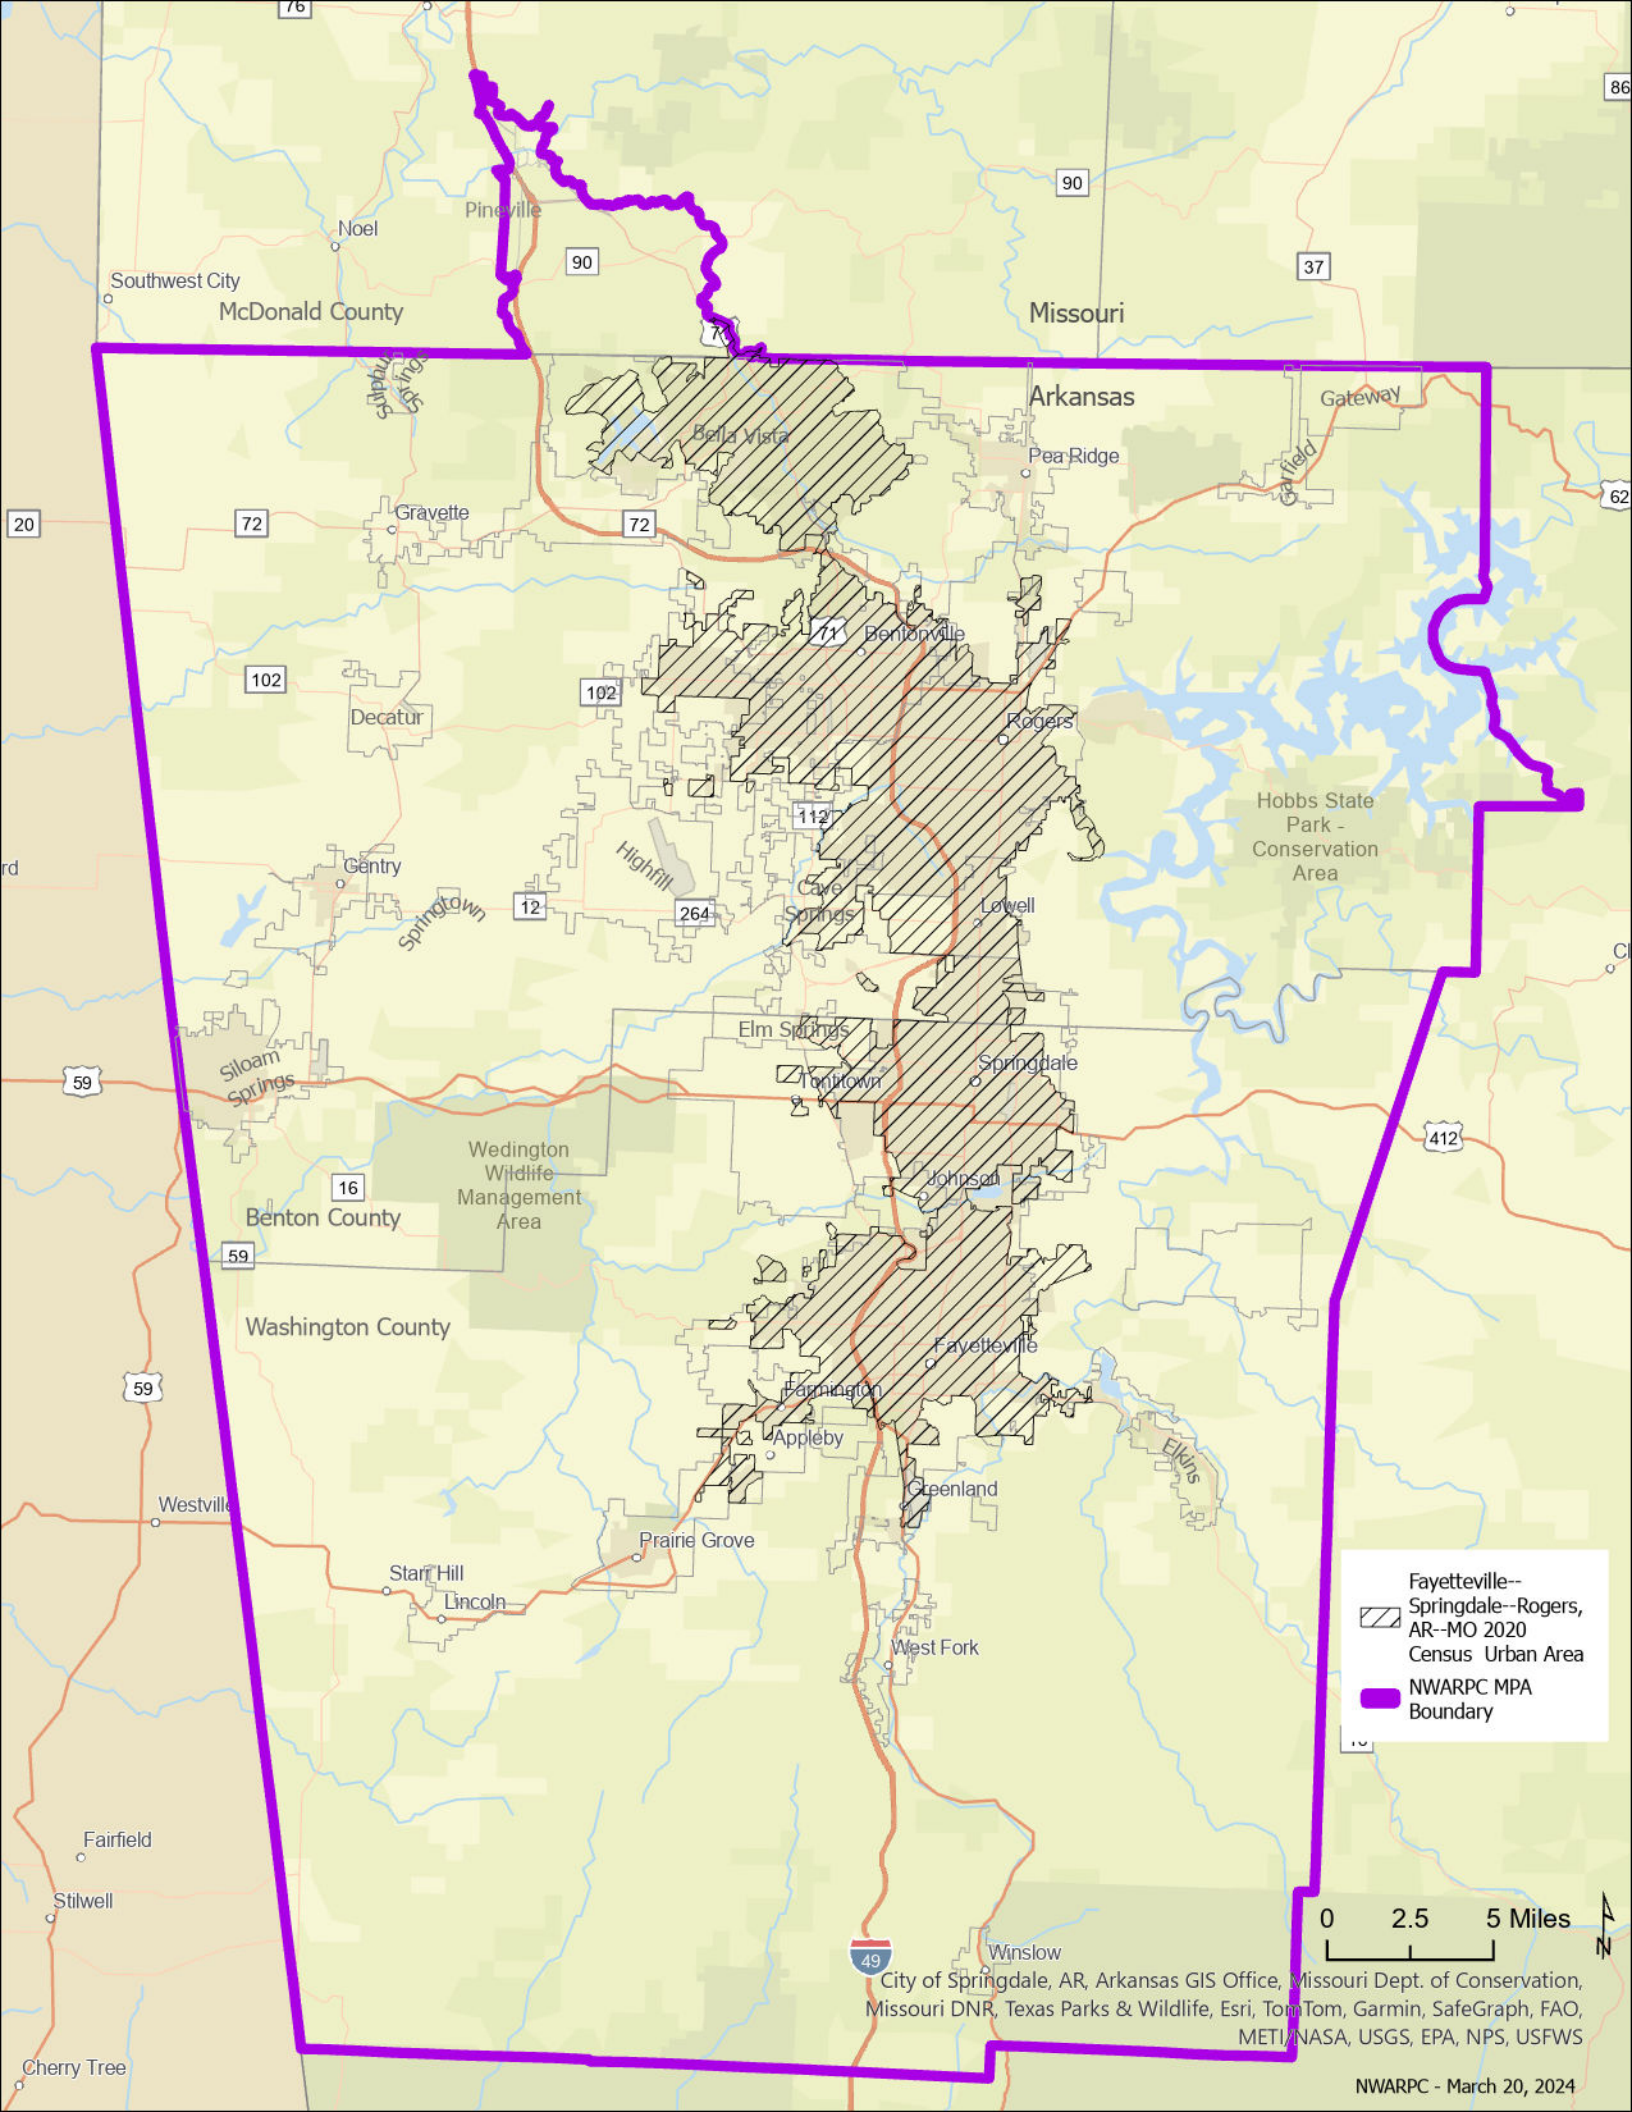 76
86
90
Pineville
Noel
90
37
Southwest City
McDonald County
Missouri
Sulphur
Springs
Arkansas
Gateway
Bella Vista
Pea Ridge
Garfield
62
20
72
Gravette
72
71
Bentonville
102
102
Decatur
Rogers
Hobbs State
Park -
Conservation
Area
112
Highfill
rd
Gentry
Cave
Springs
Springtown
12
264
Lowell
Cl
Elm Springs
Siloam
Springs
Springdale
59
Tontitown
412
Wedington
Wildlife
Management
Area
Johnson
16
Benton County
59
Washington County
Fayetteville
59
Farmington
Appleby
Elkins
Greenland
Westville
Prairie Grove
Starr Hill
Lincoln
West Fork
Fayetteville--
Springdale--Rogers,
AR--MO 2020
Census Urban Area
NWARPC MPA
Boundary
Fairfield
Stilwell
0 2.5 5 Miles
N
49
Winslow
City of Springdale, AR, Arkansas GIS Office, Missouri Dept. of Conservation,
Missouri DNR, Texas Parks & Wildlife, Esri, TomTom, Garmin, SafeGraph, FAO,
METI/NASA, USGS, EPA, NPS, USFWS
Cherry Tree
NWARPC - March 20, 2024